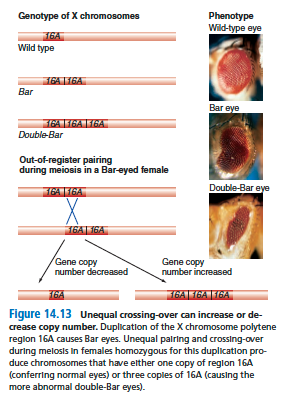 Genotype of X chromosomes
Phenotype
Wild-type eye
16A
Wild type
Bar eye
16A 16A
Bar
16A 16A 16A
Double-Bar
Out-of-register pairing
during meiosis in a Bar-eyed female
Double-Bar eye
16A 16A
16A 16A
Gene copy
number decreased
Gene copy
number increased
16A
16A 16A 16A
Figure 14.13 Unequal crossing-over can increase or de-
crease copy number. Duplication of the X chromosome polytene
region 16A causes Bar eyes. Unequal pairing and crossing-over
during meiosis in females homozygous for this duplication pro-
duce chromosomes that have either one copy of region 16A
(conferring normal eyes) or three copies of 16A (causing the
more abnormal double-Bar eyes).